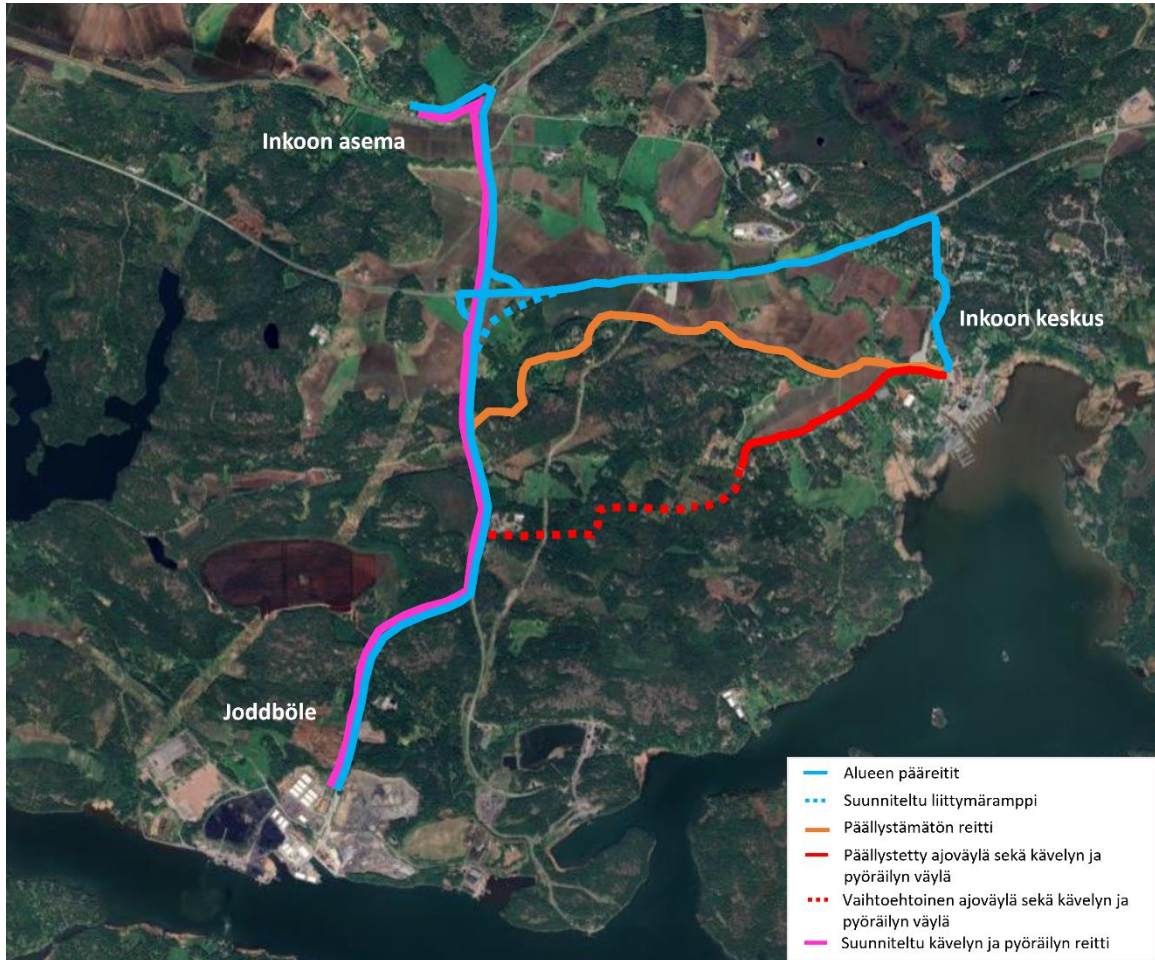 Inkoon asema
Inkoon keskus
Joddböle
Alueen pääreitit
Suunniteltu liittymäramppi
Päällystämätön reitti
Päällystetty ajoväylä sekä kävelyn ja
pyöräilyn väylä
Vaihtoehtoinen ajoväylä sekä kävelyn ja
pyöräilyn väylä
Suunniteltu kävelyn ja pyöräilyn reitti